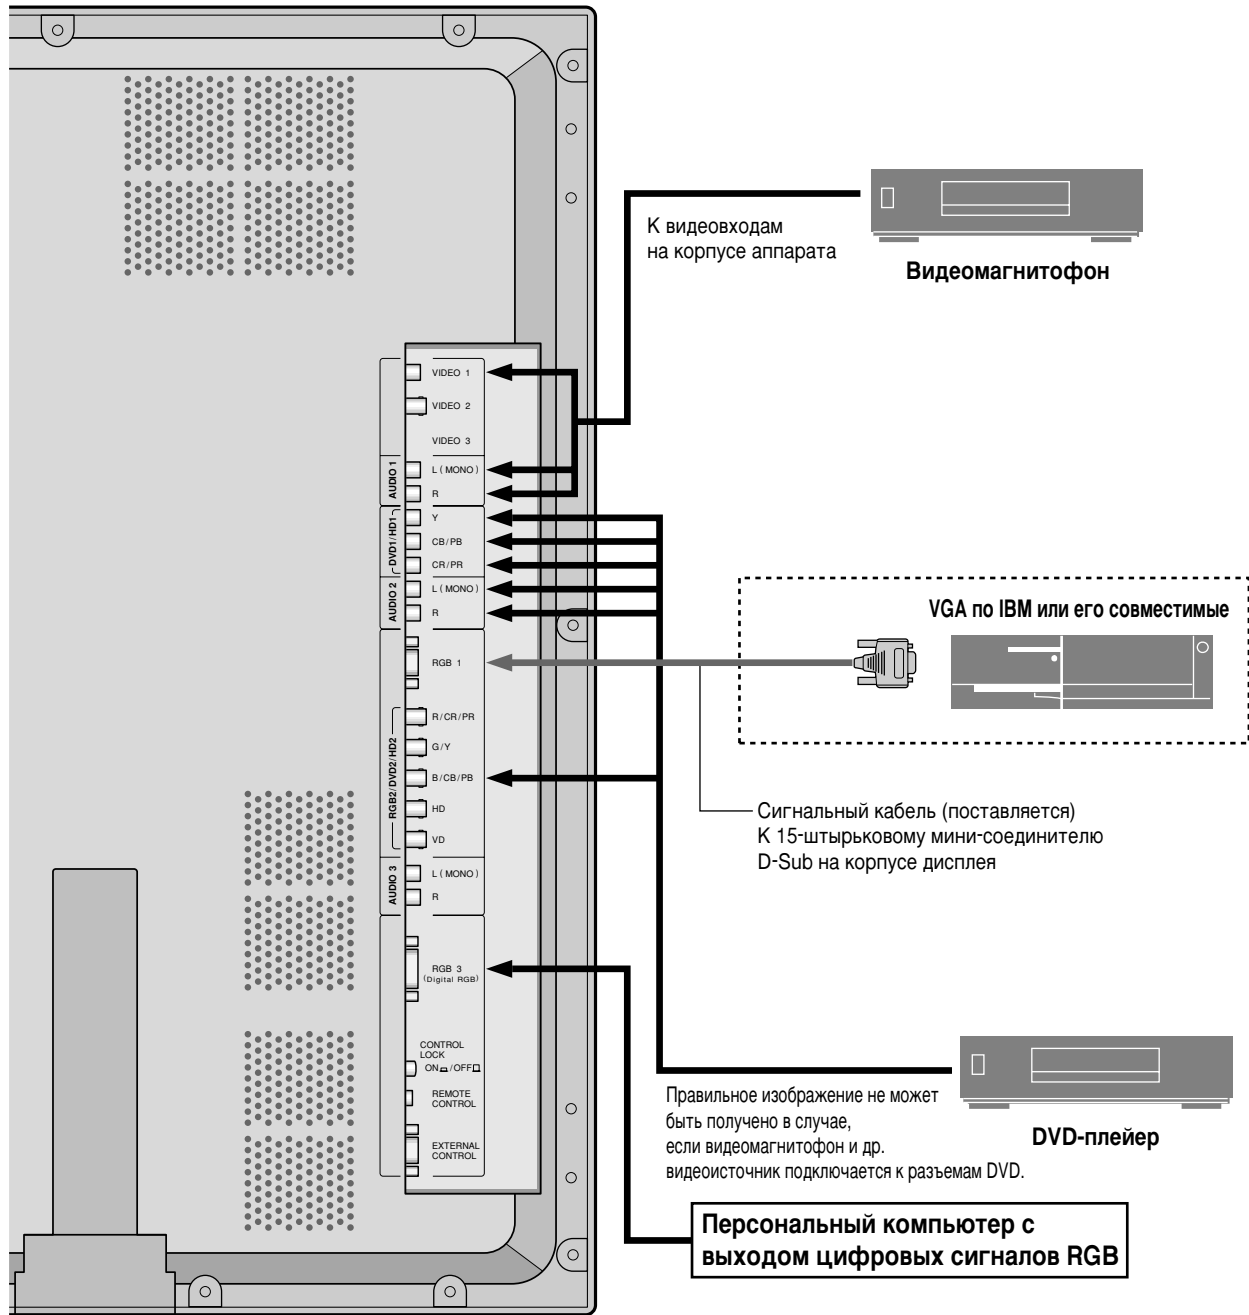 К видеовходам
на корпусе аппарата
Видеомагнитофон
VIDEO 1
VIDEO 2
VIDEO 3
AUDIO 1
L ( MONO )
R
DVD1/HD1
Y
CB/PB
CR/PR
AUDIO 2
L ( MONO )
R
VGA по IBM или его совместимые
RGB 1
RGB2/DVD2/HD2
R/CR/PR
G/Y
B/CB/PB
HD
VD
Сигнальный кабель (поставляется)
К 15-штырьковому мини-соединителю
D-Sub на корпусе дисплея
AUDIO 3
L ( MONO )
R
RGB 3
(Digital RGB)
CONTROL
LOCK
ON /OFF
REMOTE
CONTROL
EXTERNAL
CONTROL
Правильное изображение не может
быть получено в случае,
если видеомагнитофон и др.
видеоисточник подключается к разъемам DVD.
DVD-плейер
Персональный компьютер с
выходом цифровых сигналов RGB